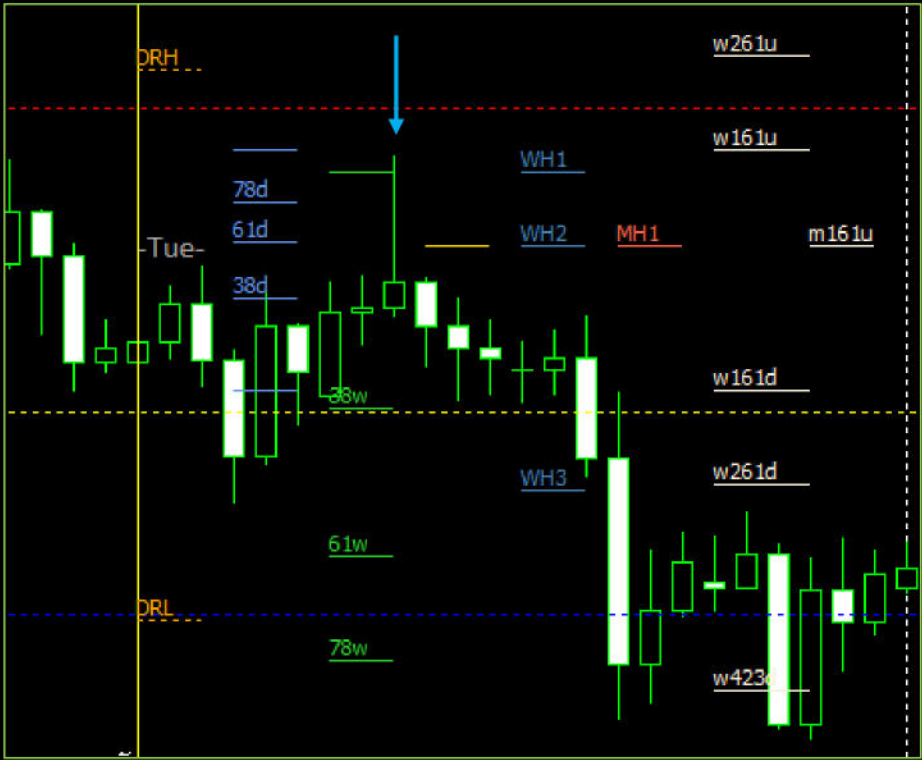 w261u
DRH
w161u
WH1
78d
61d
WH2
MH1
m161u
-Tue-
38d
w161d
38w
w261d
WH3
61w
DRL
78w
w423d